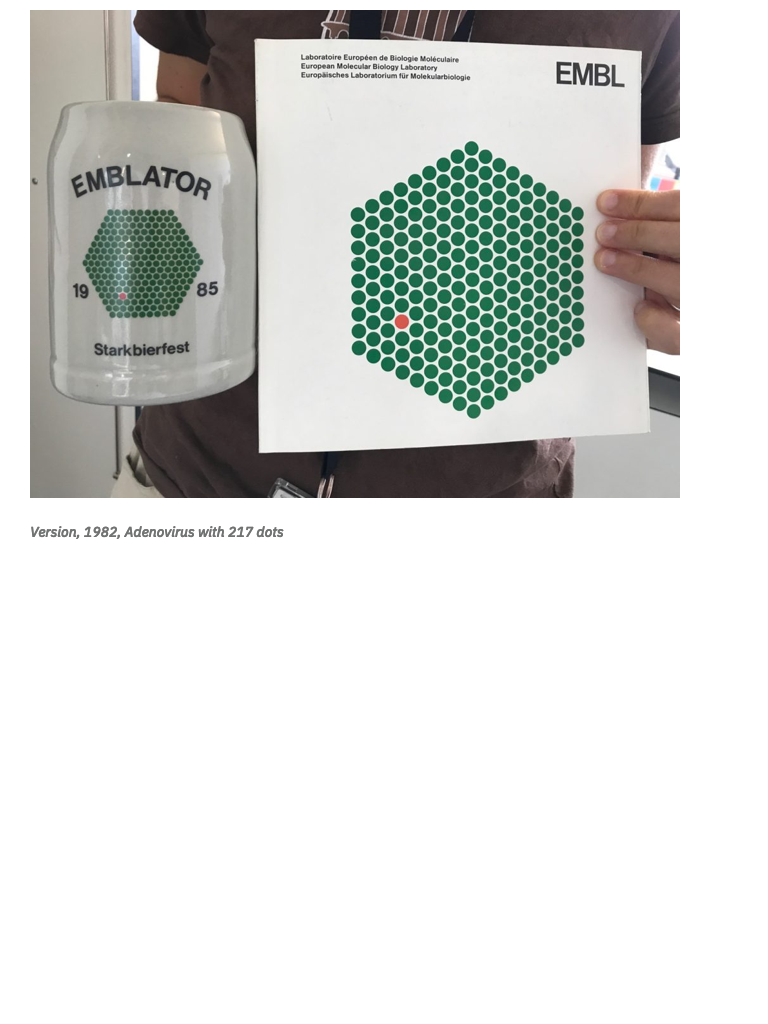 Laboratoire Européen de Biologie Moléculaire
European Molecular Biology Laboratory
Europäisches Laboratorium für Molekularbiologie
EMBL
EMBLATOR
19 85
Starkbierfest
Version, 1982, Adenovirus with 217 dots